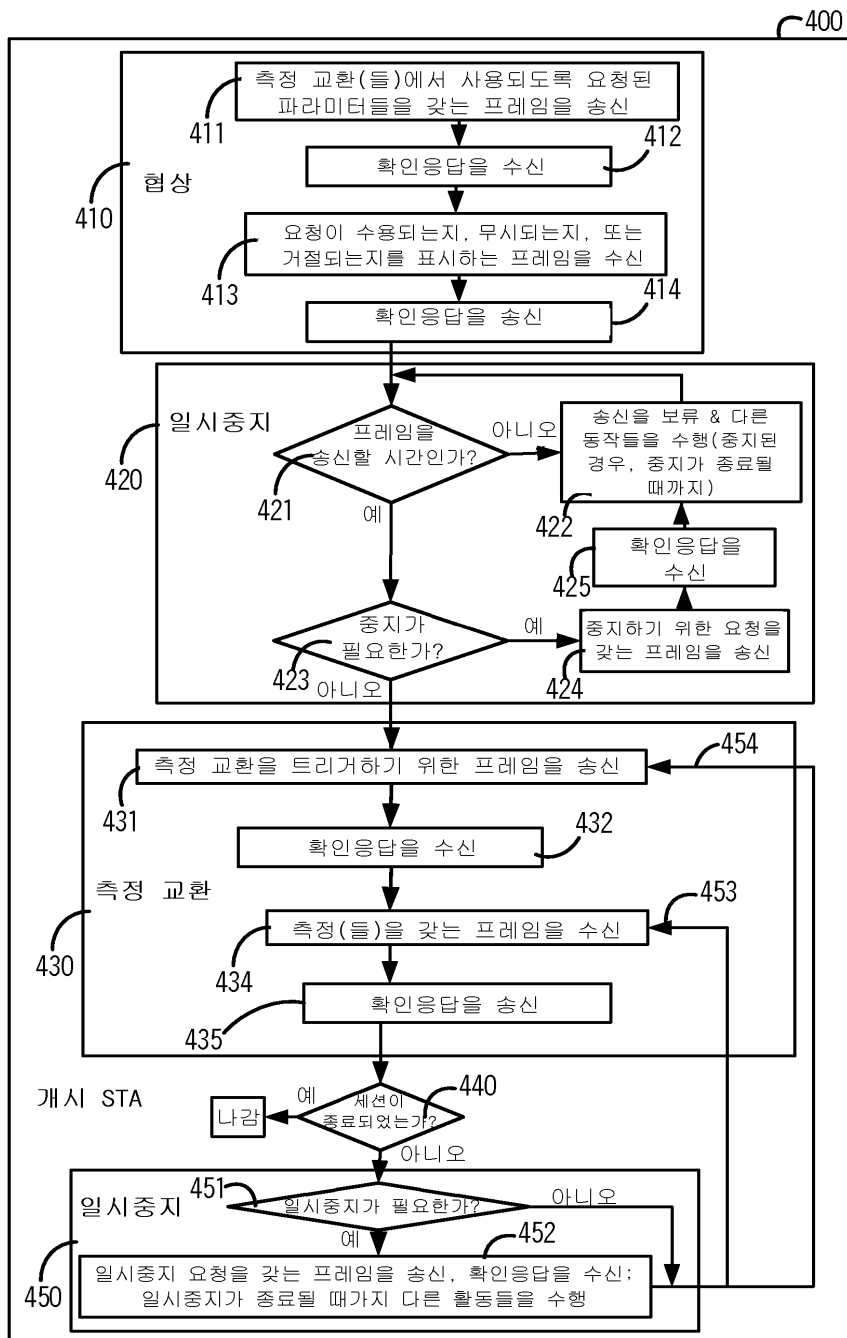 400
측정 교환(들)에서 사용되도록 요청된
파라미터들을 갖는 프레임을 송신
411
412
확인응답을 수신
협상
410
요청이 수용되는지, 무시되는지, 또는
거절되는지를 표시하는 프레임을 수신
413
414
확인응답을 송신
일시중지
420
프레임을
송신할 시간인가?
421
아니오
예
송신을 보류 & 다른
동작들을 수행(중지된
경우, 중지가 종료될
때까지)
422
확인응답을
수신
425
중지가
필요한가?
423
예
아니오
중지하기 위한 요청을
갖는 프레임을 송신
424
454
측정 교환을 트리거하기 위한 프레임을 송신
431
432
확인응답을 수신
측정 교환
430
453
측정(들)을 갖는 프레임을 수신
434
확인응답을 송신
435
개시 STA
예
나감
세션이
종료되었는가?
440
아니오
451
일시중지
일시중지가 필요한가?
아니오
예
452
450
일시중지 요청을 갖는 프레임을 송신, 확인응답을 수신;
일시중지가 종료될 때가지 다른 활동들을 수행